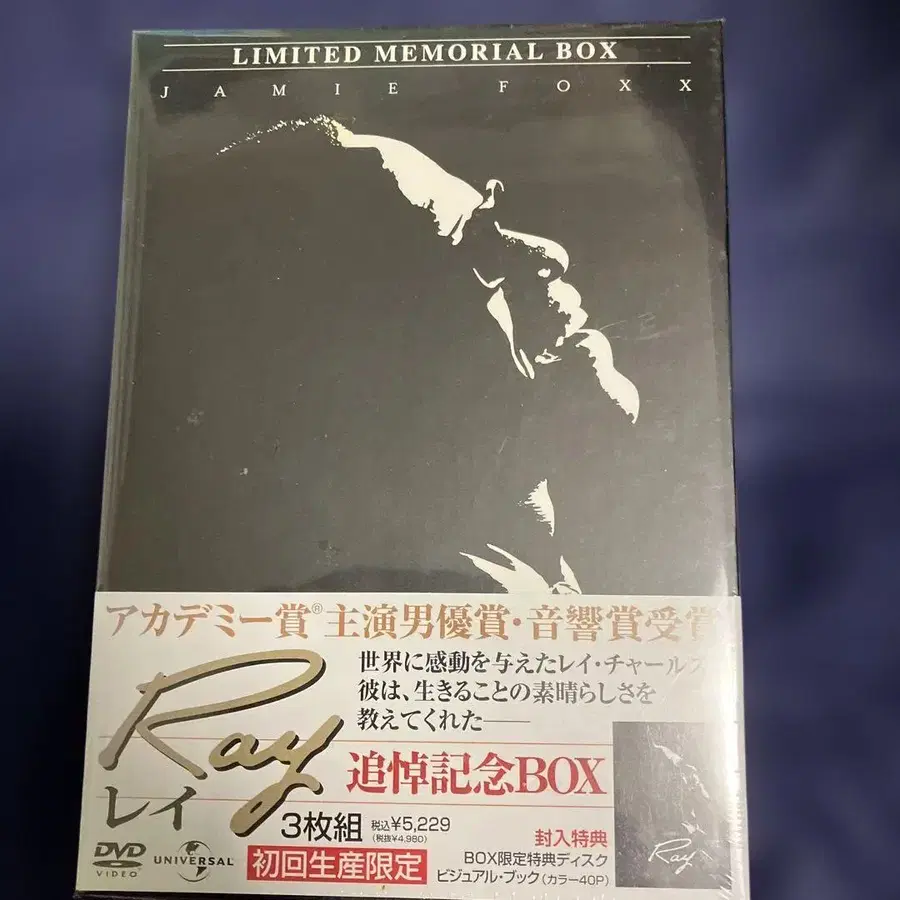 LIMITED MEMORIAL BOX
JAMIE FOXX
アカデミー賞®主演男優賞・音響賞受賞
世界に感動を与えたレイ・チャールズ
彼は、生きることの素晴らしさを
教えてくれた——
Ray
レイ
追悼記念BOX
3枚組 税込¥5,229
(税抜¥4,980)
初回生産限定
DVD
VIDEO
UNIVERSAL
封入特典
BOX限定特典ディスク
ビジュアル・ブック(カラー40P)
Ray